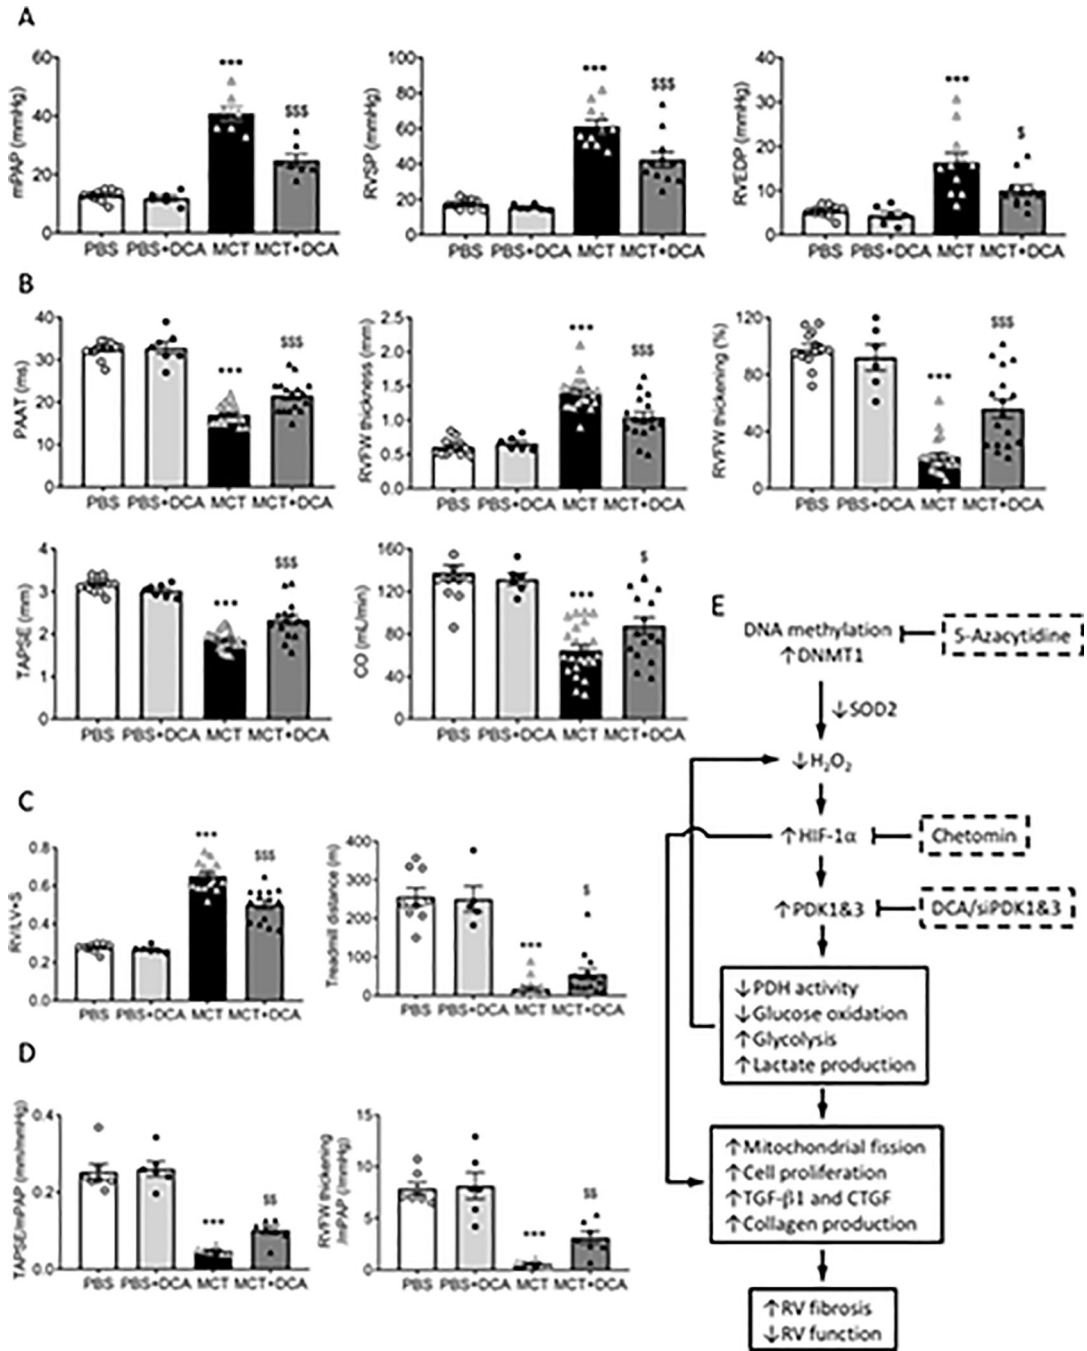 A
mPAP (mmHg)
60
40
20
0
***
$$$
PBS PBS+DCA MCT MCT+DCA
RVSP (mmHg)
100
80
60
40
20
0
***
$$$
PBS PBS+DCA MCT MCT+DCA
RVEDP (mmHg)
40
30
20
10
0
***
$
PBS PBS+DCA MCT MCT+DCA
B
PAAT (ms)
40
30
20
10
0
***
$$$
PBS PBS+DCA MCT MCT+DCA
RVFW thickness (mm)
2.5
2.0
1.5
1.0
0.5
0.0
***
$$$
PBS PBS+DCA MCT MCT+DCA
RVFW thickening (%)
120
80
40
0
***
$$$
PBS PBS+DCA MCT MCT+DCA
TAPSE (mm)
4
3
2
1
0
***
$$$
PBS PBS+DCA MCT MCT+DCA
CO (mL/min)
160
120
80
40
0
***
$
PBS PBS+DCA MCT MCT+DCA
C
RV/LV+S
0.8
0.6
0.4
0.2
0.0
***
$$$
PBS PBS+DCA MCT MCT+DCA
Treadmill distance (m)
400
300
200
100
0
***
$
PBS PBS+DCA MCT MCT+DCA
D
TAPSE/mPAP (mm/mmHg)
0.4
0.2
0.0
***
$$
PBS PBS+DCA MCT MCT+DCA
RVFW thickening
/mPAP (/mmHg)
15
10
5
0
***
$$
PBS PBS+DCA MCT MCT+DCA
E
DNA methylation
↑DNMT1
5-Azacytidine
↓SOD2
↓H₂O₂
↑HIF-1α
Chetomin
↑PDK1&3
DCA/siPDK1&3
↓PDH activity
↓Glucose oxidation
↑Glycolysis
↑Lactate production
↑Mitochondrial fission
↑Cell proliferation
↑TGF-β1 and CTGF
↑Collagen production
↑RV fibrosis
↓RV function